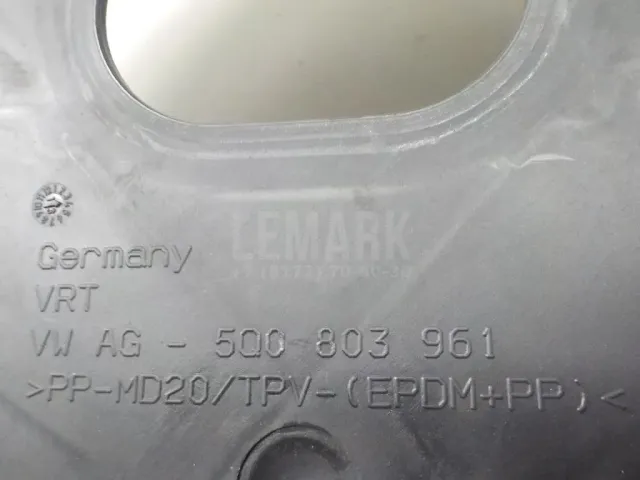 LEMARK
Germany
VRT
VW AG - 5Q0 803 961
>PP-MD20/TPV-(EPDM+PP)<